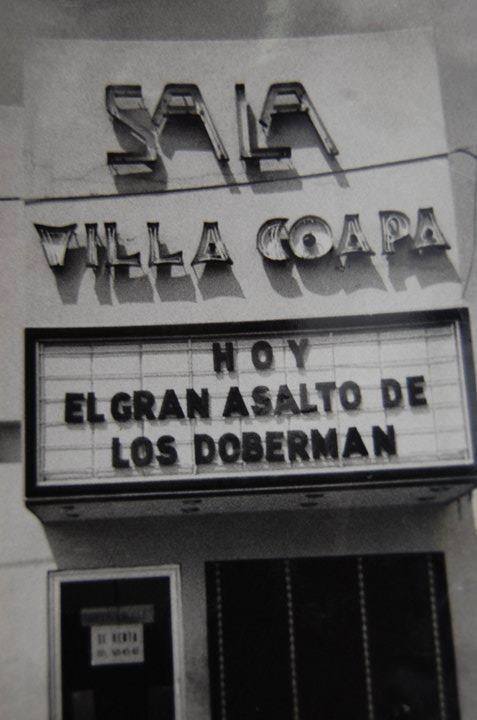 SALA
VILLA COAPA
HOY
EL GRAN ASALTO DE
LOS DOBERMAN
SE RENTA